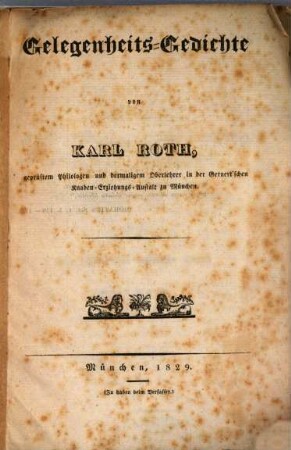 Gelegenheits-Gedichte
von
KARL ROTH,
geprüftem Philologen und dermaligem Oberlehrer in der Gernert'schen
Knaben-Erziehungs-Anstalt zu München.
München, 1829.
(Zu haben beim Verfasser.)